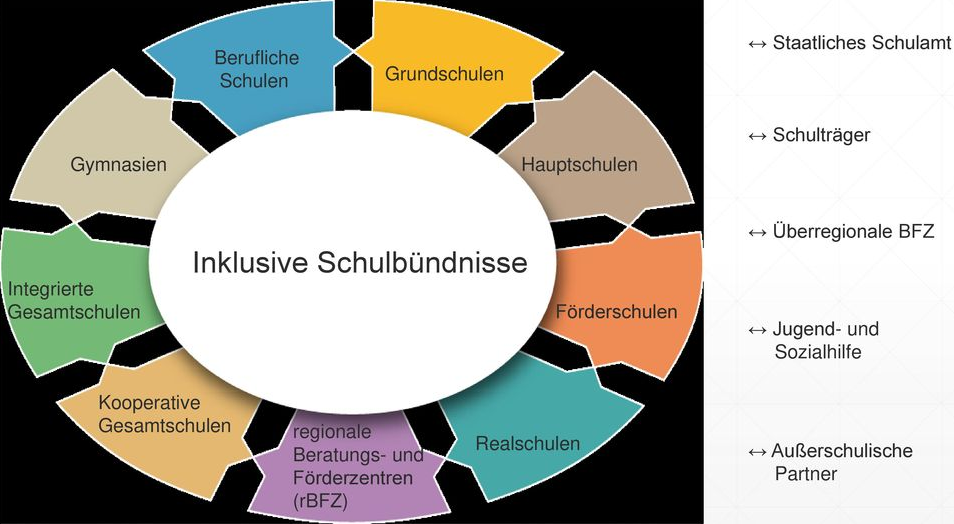 Berufliche
Schulen
Grundschulen
Gymnasien
Hauptschulen
Inklusive Schulbündnisse
Integrierte
Gesamtschulen
Förderschulen
Kooperative
Gesamtschulen
regionale
Beratungs- und
Förderzentren
(rBFZ)
Realschulen
↔ Staatliches Schulamt
↔ Schulträger
↔ Überregionale BFZ
↔ Jugend- und
Sozialhilfe
↔ Außerschulische
Partner